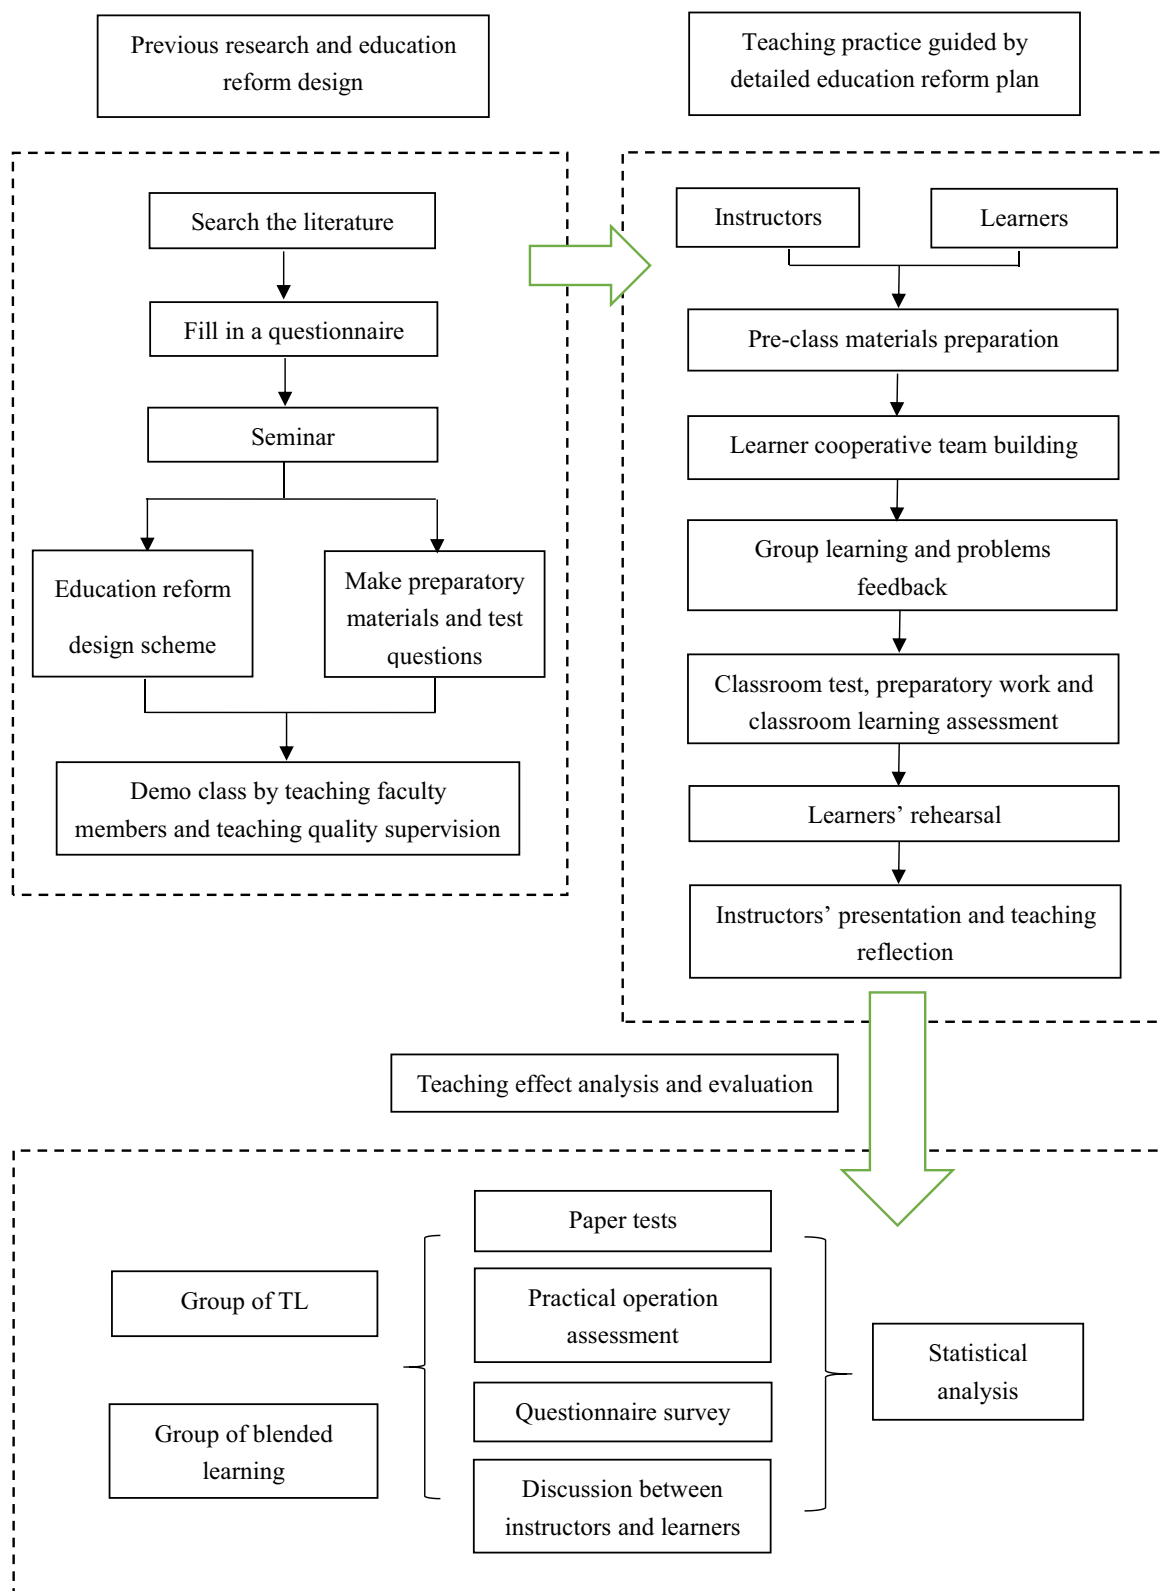 Previous research and education
reform design
Teaching practice guided by
detailed education reform plan
Search the literature
Fill in a questionnaire
Seminar
Education reform
design scheme
Make preparatory
materials and test
questions
Demo class by teaching faculty
members and teaching quality supervision
Instructors
Learners
Pre-class materials preparation
Learner cooperative team building
Group learning and problems
feedback
Classroom test, preparatory work and
classroom learning assessment
Learners’ rehearsal
Instructors’ presentation and teaching
reflection
Teaching effect analysis and evaluation
Group of TL
Group of blended
learning
Paper tests
Practical operation
assessment
Questionnaire survey
Discussion between
instructors and learners
Statistical
analysis